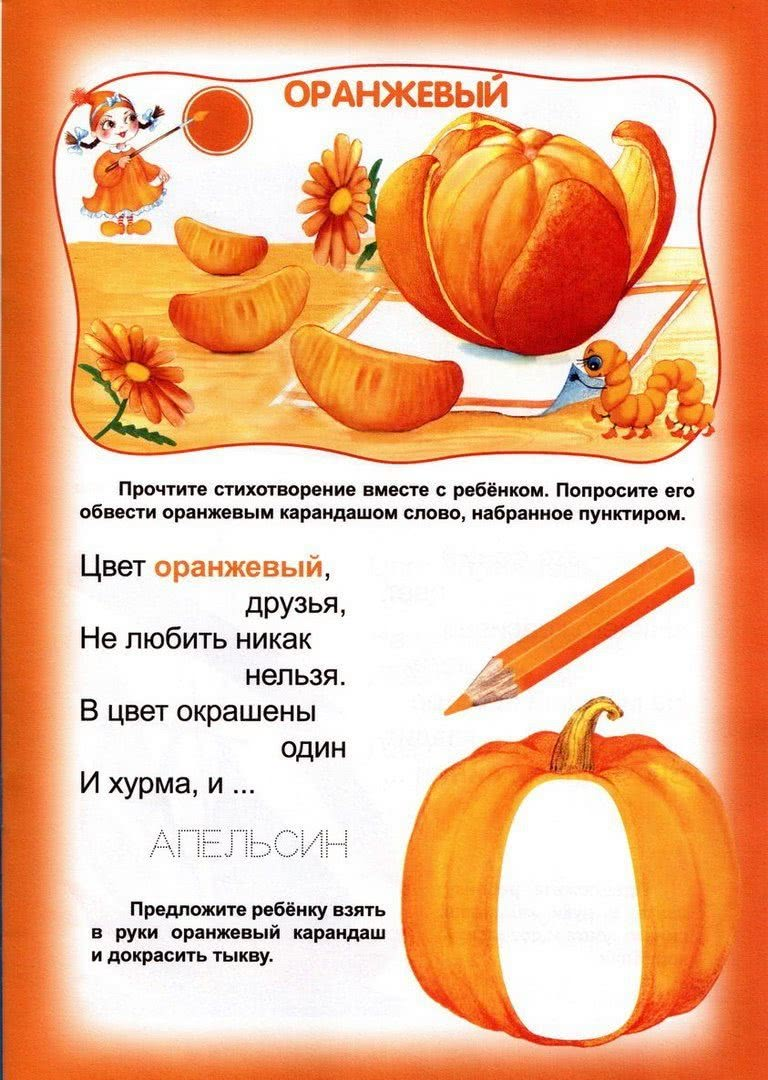 ОРАНЖЕВЫЙ
Прочтите стихотворение вместе с ребёнком. Попросите его
обвести оранжевым карандашом слово, набранное пунктиром.
Цвет оранжевый,
друзья,
Не любить никак
нельзя.
В цвет окрашены
один
И хурма, и ...
АПЕЛЬСИН
Предложите ребёнку взять
в руки оранжевый карандаш
и докрасить тыкву.